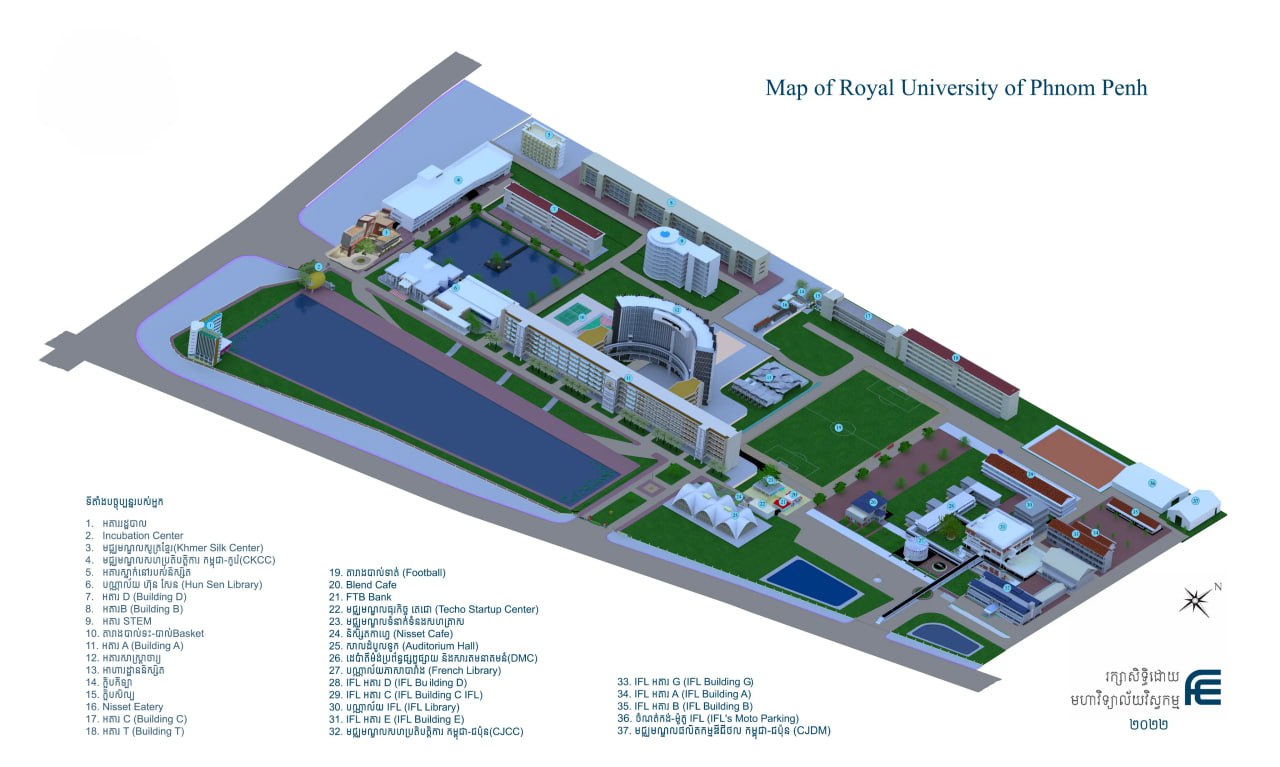 Map of Royal University of Phnom Penh
N
ទីតាំងបច្ចុប្បន្នរបស់អ្នក
1. អគាររដ្ឋបាល
2. Incubation Center
3. មជ្ឈមណ្ឌលសូត្រខ្មែរ(Khmer Silk Center)
4. មជ្ឈមណ្ឌលសហប្រតិបត្តិការ កម្ពុជា-កូរ៉េ(CKCC)
5. អគារស្នាក់នៅរបស់និស្សិត
6. បណ្ណាល័យ ហ៊ុន សែន (Hun Sen Library)
7. អគារ D (Building D)
8. អគារB (Building B)
9. អគារ STEM
10. តារាងបាល់ទះ-បាល់Basket
11. អគារ A (Building A)
12. អគារសាស្ត្រាចារ្យ
13. អាហារដ្ឋាននិស្សិត
14. ក្លិបកីឡា
15. ក្លិបសិល្បៈ
16. Nisset Eatery
17. អគារ C (Building C)
18. អគារ T (Building T)
19. តារាងបាល់ទាត់ (Football)
20. Blend Cafe
21. FTB Bank
22. មជ្ឈមណ្ឌលធុរកិច្ច តេជោ (Techo Startup Center)
23. មជ្ឈមណ្ឌលទំនាក់ទំនងសហគ្រាស
24. និស្សិតកាហ្វេ (Nisset Cafe)
25. សាលដំបូលទូក (Auditorium Hall)
26. ដេប៉ាតឺម៉ង់ប្រព័ន្ធផ្សព្វផ្សាយ និងសារគមនាគមន៍(DMC)
27. បណ្ណាល័យភាសាបារាំង (French Library)
28. IFL អគារ D (IFL Building D)
29. IFL អគារ C (IFL Building C IFL)
30. បណ្ណាល័យ IFL (IFL Library)
31. IFL អគារ E (IFL Building E)
32. មជ្ឈមណ្ឌលសហប្រតិបត្តិការ កម្ពុជា-ជប៉ុន(CJCC)
33. IFL អគារ G (IFL Building G)
34. IFL អគារ A (IFL Building A)
35. IFL អគារ B (IFL Building B)
36. ចំណតកង់-ម៉ូតូ IFL (IFL's Moto Parking)
37. មជ្ឈមណ្ឌលផលិតកម្មឌីជីថល កម្ពុជា-ជប៉ុន (CJDM)
រក្សាសិទ្ធិដោយ
មហាវិទ្យាល័យវិស្វកម្ម
២០២២